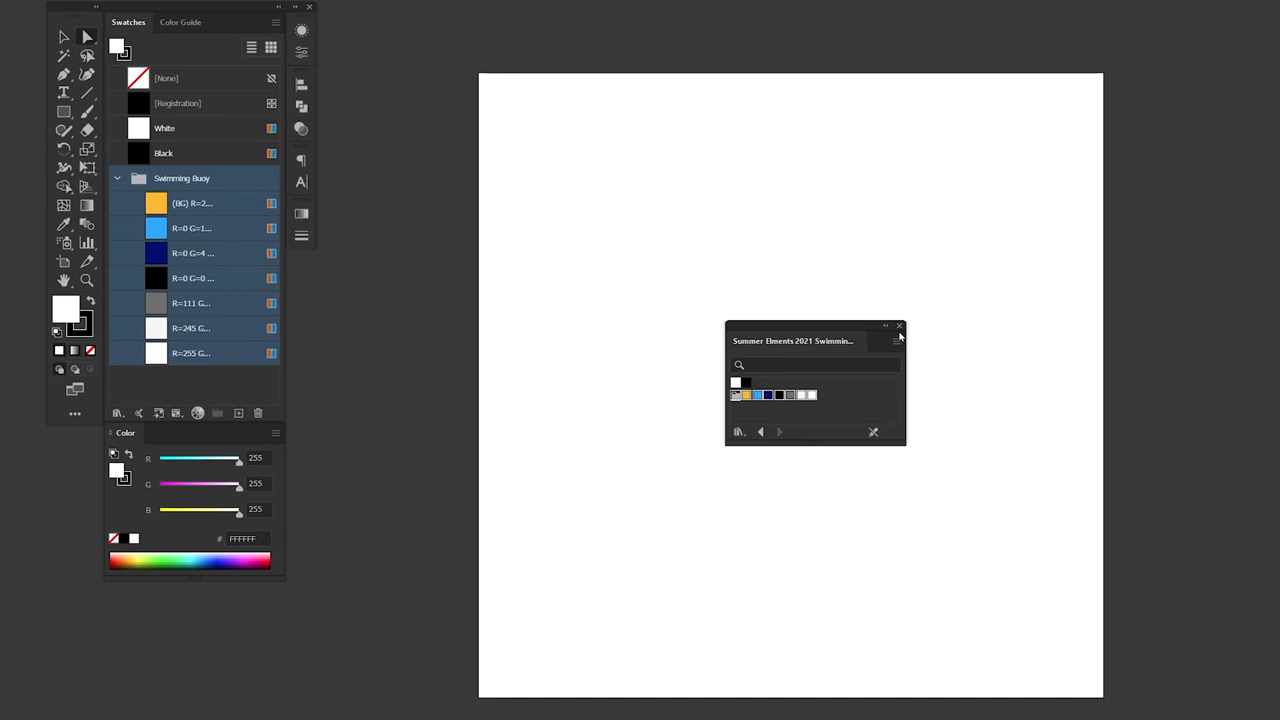 Swatches
Color Guide
[None]
[Registration]
White
Black
Swimming Buoy
(BG) R=2...
R=0 G=1...
R=0 G=4 ...
R=0 G=0 ...
R=111 G...
R=245 G...
R=255 G...
Color
R 255
G 255
B 255
# FFFFFF
Summer Elments 2021 Swimmin...